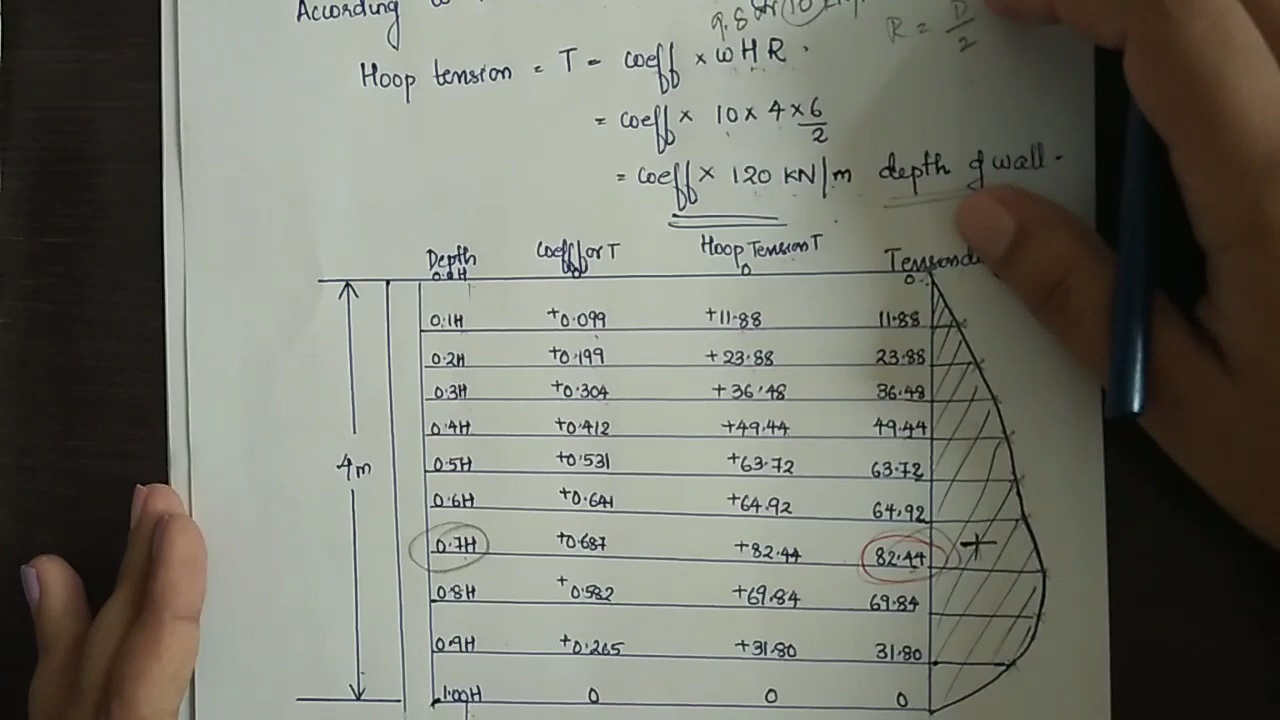 According
9.8 or 10 R = D/2
Hoop tension = T = coeff × ωHR.
= coeff × 10 × 4 × 6/2
= coeff × 120 KN/m depth of wall.
Depth Coeff for T Hoop Tension T
0.0H 0 0
0.1H +0.099 +11.88 11.88
0.2H +0.199 +23.88 23.88
0.3H +0.304 +36.48 36.48
0.4H +0.412 +49.44 49.44
4m 0.5H +0.531 +63.72 63.72
0.6H +0.641 +64.92 64.92
0.7H +0.687 +82.44 82.44 +
0.8H +0.582 +69.84 69.84
0.9H +0.265 +31.80 31.80
1.00H 0 0 0